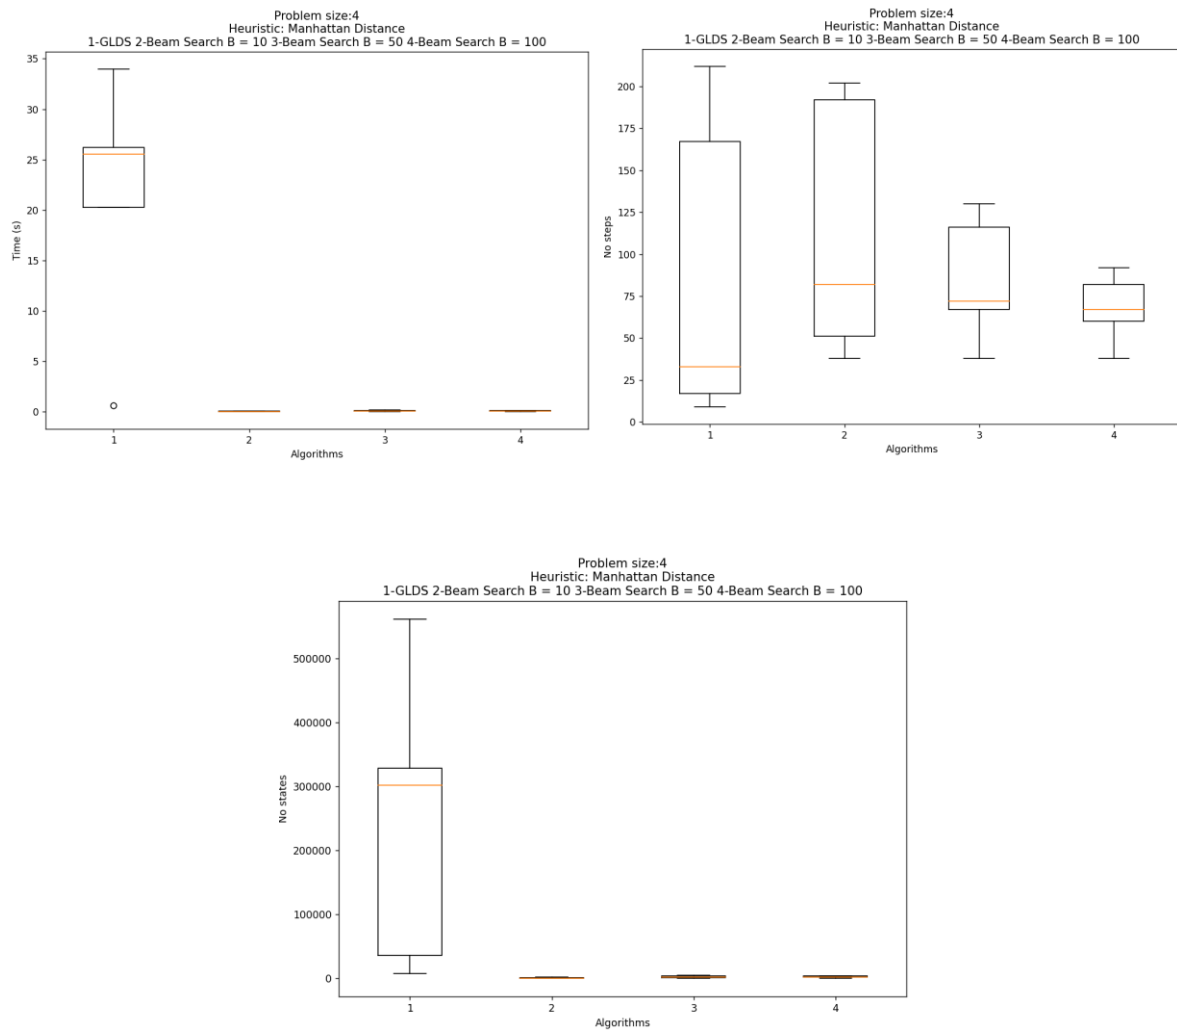 Problem size:4
Heuristic: Manhattan Distance
1-GLDS 2-Beam Search B = 10 3-Beam Search B = 50 4-Beam Search B = 100
35
30
25
20
15
10
5
0
Time (s)
1 2 3 4
Algorithms
Problem size:4
Heuristic: Manhattan Distance
1-GLDS 2-Beam Search B = 10 3-Beam Search B = 50 4-Beam Search B = 100
200
175
150
125
100
75
50
25
0
No steps
1 2 3 4
Algorithms
Problem size:4
Heuristic: Manhattan Distance
1-GLDS 2-Beam Search B = 10 3-Beam Search B = 50 4-Beam Search B = 100
500000
400000
300000
200000
100000
0
No states
1 2 3 4
Algorithms